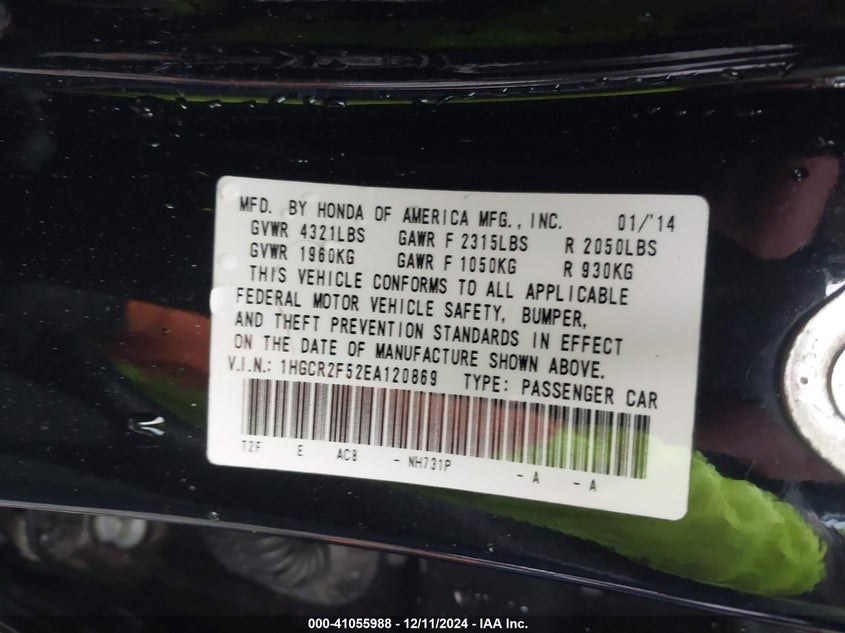 MFD. BY HONDA OF AMERICA MFG., INC. 01/'14
GVWR 4321LBS GAWR F 2315LBS R 2050LBS
GVWR 1960KG GAWR F 1050KG R 930KG
THIS VEHICLE CONFORMS TO ALL APPLICABLE
FEDERAL MOTOR VEHICLE SAFETY, BUMPER,
AND THEFT PREVENTION STANDARDS IN EFFECT
ON THE DATE OF MANUFACTURE SHOWN ABOVE.
V.I.N.: 1HGCR2F52EA120869 TYPE: PASSENGER CAR
T2F E AC8 - NH731P - A - A
000-41055988 - 12/11/2024 - IAA Inc.